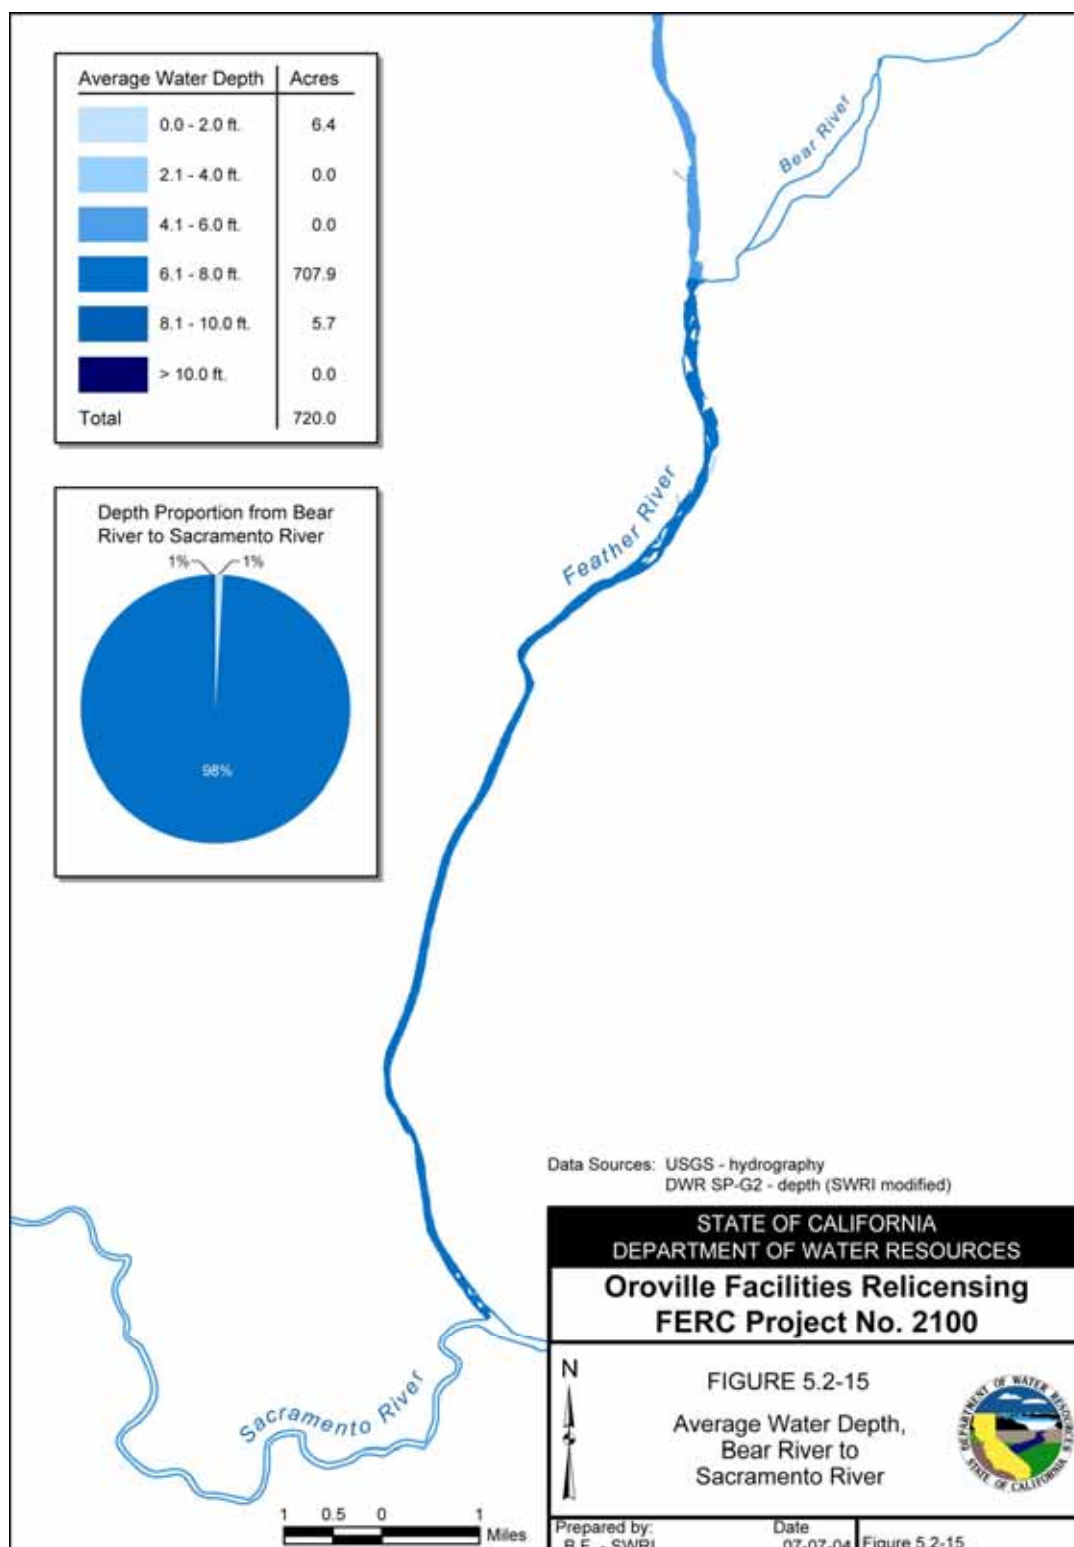 Average Water Depth Acres
0.0 - 2.0 ft. 6.4
2.1 - 4.0 ft. 0.0
4.1 - 6.0 ft. 0.0
6.1 - 8.0 ft. 707.9
8.1 - 10.0 ft. 5.7
> 10.0 ft. 0.0
Total 720.0
Bear River
Depth Proportion from Bear
River to Sacramento River
1% 1%
98%
Feather River
Sacramento River
Data Sources: USGS - hydrography
DWR SP-G2 - depth (SWRI modified)
STATE OF CALIFORNIA
DEPARTMENT OF WATER RESOURCES
Oroville Facilities Relicensing
FERC Project No. 2100
N
FIGURE 5.2-15
Average Water Depth,
Bear River to
Sacramento River
DEPARTMENT OF WATER RESOURCES
STATE OF CALIFORNIA
1 0.5 0 1
Miles
Prepared by: Date
B.F. - SWRI 07-07-04 Figure 5.2-15